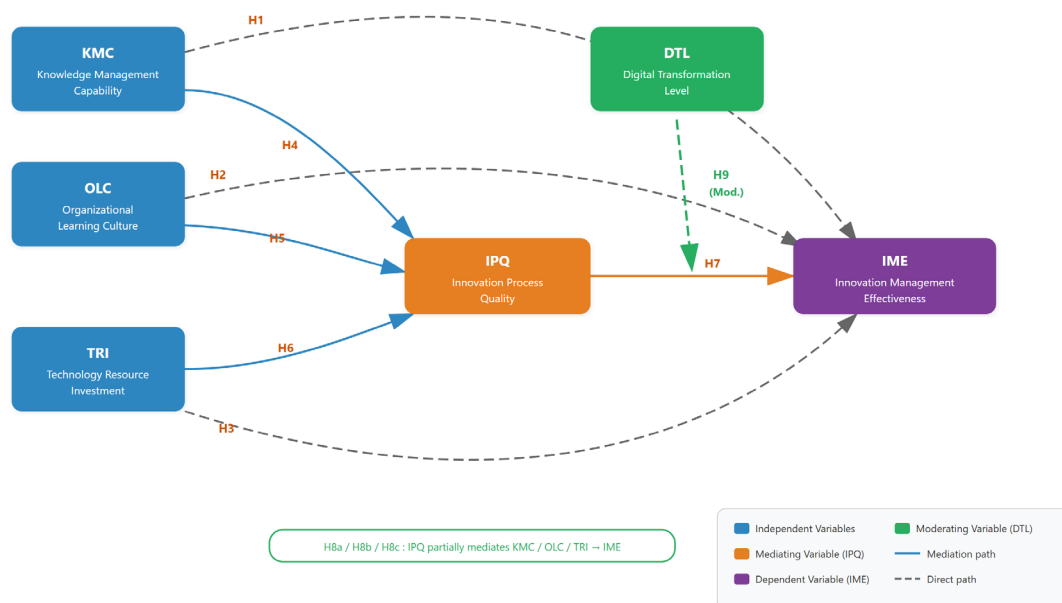 H1
KMC
Knowledge Management
Capability
DTL
Digital Transformation
Level
H4
OLC
Organizational
Learning Culture
H2
H9
(Mod.)
H5
IPQ
Innovation Process
Quality
H7
IME
Innovation Management
Effectiveness
TRI
Technology Resource
Investment
H6
H3
H8a / H8b / H8c : IPQ partially mediates KMC / OLC / TRI → IME
Independent Variables
Moderating Variable (DTL)
Mediating Variable (IPQ)
Mediation path
Dependent Variable (IME)
Direct path